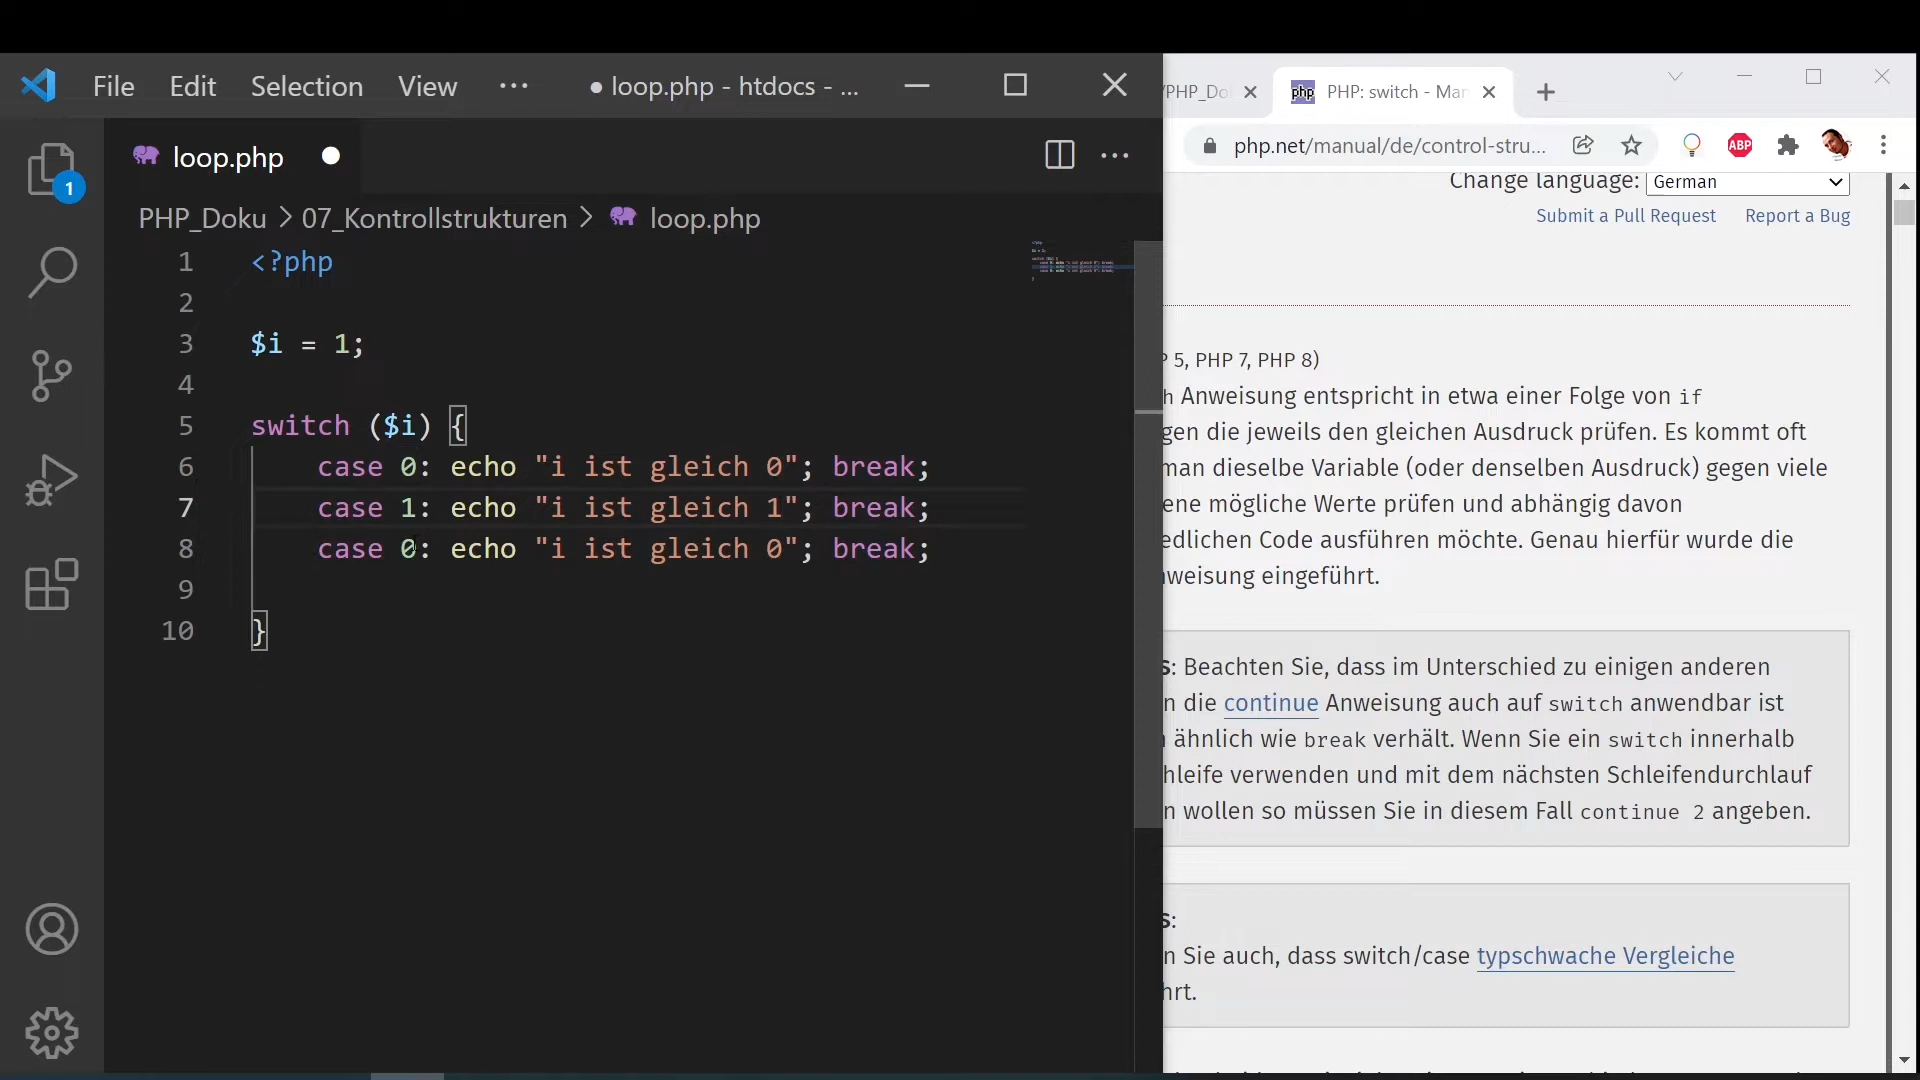 File Edit Selection View ··· ● loop.php - htdocs - ...
loop.php
PHP_Doku > 07_Kontrollstrukturen > loop.php
1 <?php
2
3 $i = 1;
4
5 switch ($i) {
6 case 0: echo "i ist gleich 0"; break;
7 case 1: echo "i ist gleich 1"; break;
8 case 0: echo "i ist gleich 0"; break;
9
10 }
1
/PHP_Do
php PHP: switch - Man
php.net/manual/de/control-stru...
ABP
Change language: German
Submit a Pull Request Report a Bug
P 5, PHP 7, PHP 8)
h Anweisung entspricht in etwa einer Folge von if
gen die jeweils den gleichen Ausdruck prüfen. Es kommt oft
man dieselbe Variable (oder denselben Ausdruck) gegen viele
ene mögliche Werte prüfen und abhängig davon
edlichen Code ausführen möchte. Genau hierfür wurde die
nweisung eingeführt.
s: Beachten Sie, dass im Unterschied zu einigen anderen
n die continue Anweisung auch auf switch anwendbar ist
h ähnlich wie break verhält. Wenn Sie ein switch innerhalb
hleife verwenden und mit dem nächsten Schleifendurchlauf
n wollen so müssen Sie in diesem Fall continue 2 angeben.
s:
n Sie auch, dass switch/case typschwache Vergleiche
hrt.